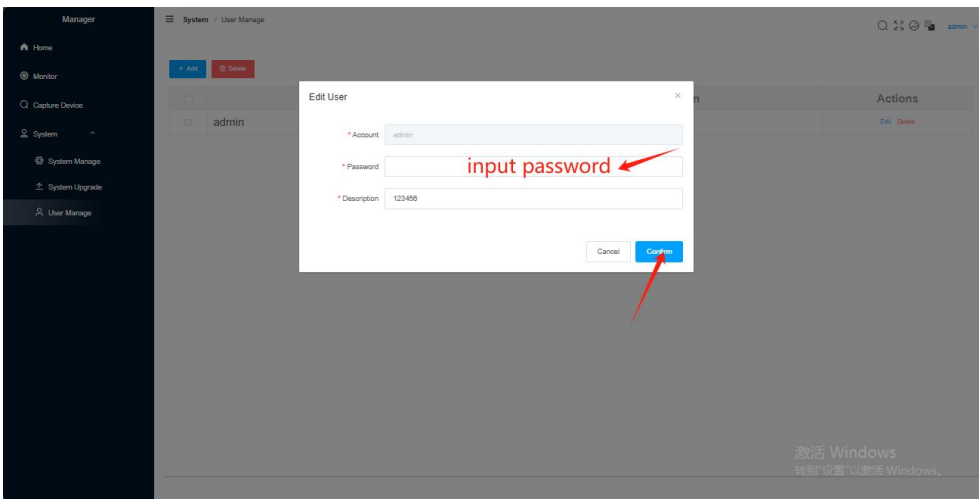 Manager
System / User Manage
admin
Home
Monitor
+ Add
Delete
Capture Device
Edit User
Actions
admin
Edit Delete
System
* Account admin
System Manage
* Password input password
System Upgrade
* Description 123456
User Manage
Cancel
Confirm
激活 Windows
转到"设置"以激活 Windows。